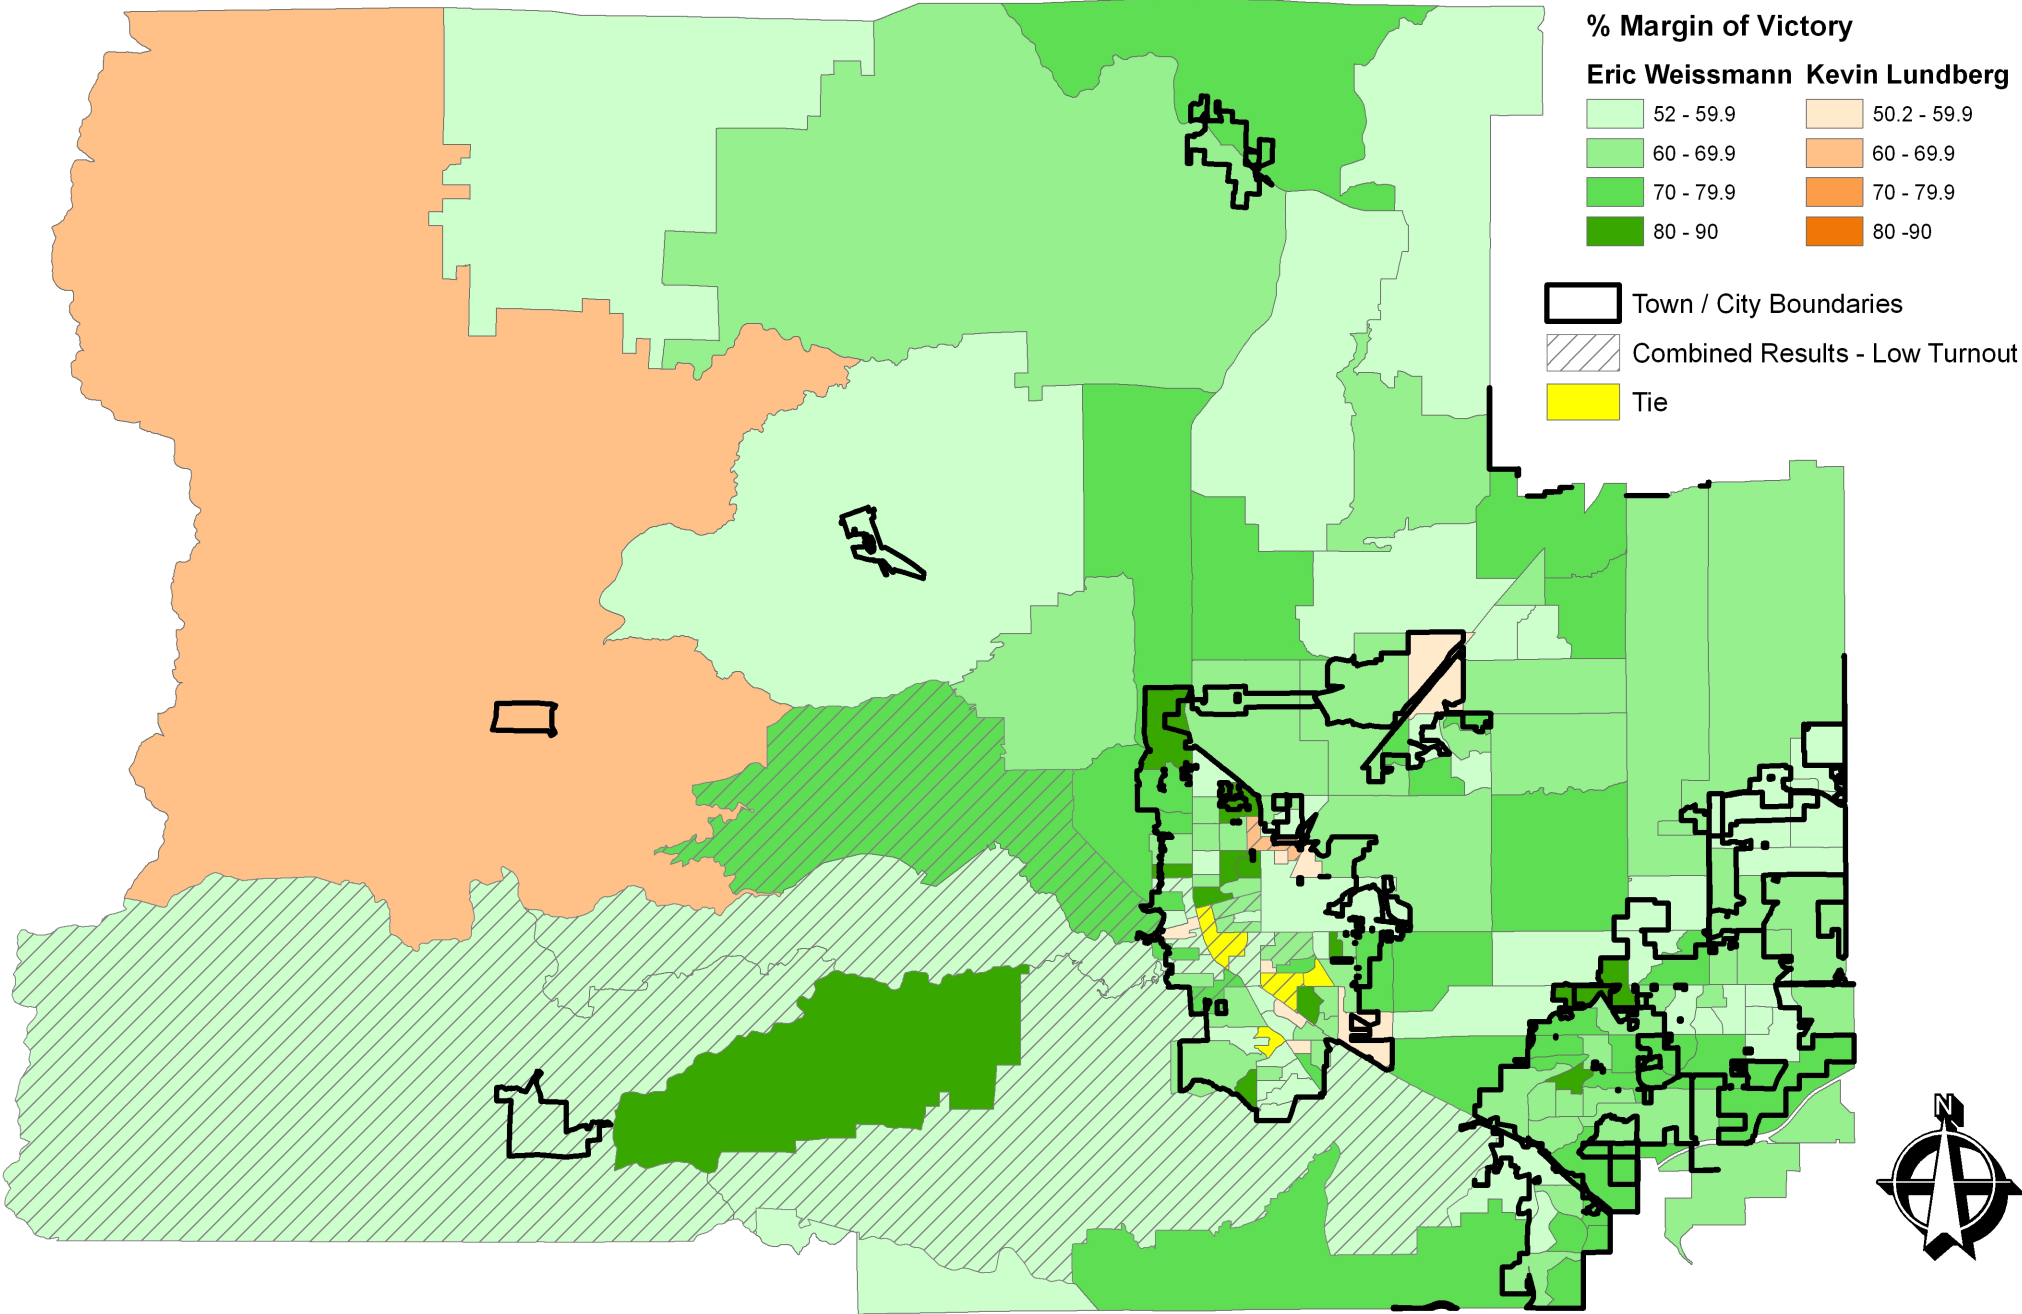 % Margin of Victory
Eric Weissmann Kevin Lundberg
52 - 59.9 50.2 - 59.9
60 - 69.9 60 - 69.9
70 - 79.9 70 - 79.9
80 - 90 80 -90
Town / City Boundaries
Combined Results - Low Turnout
Tie
N